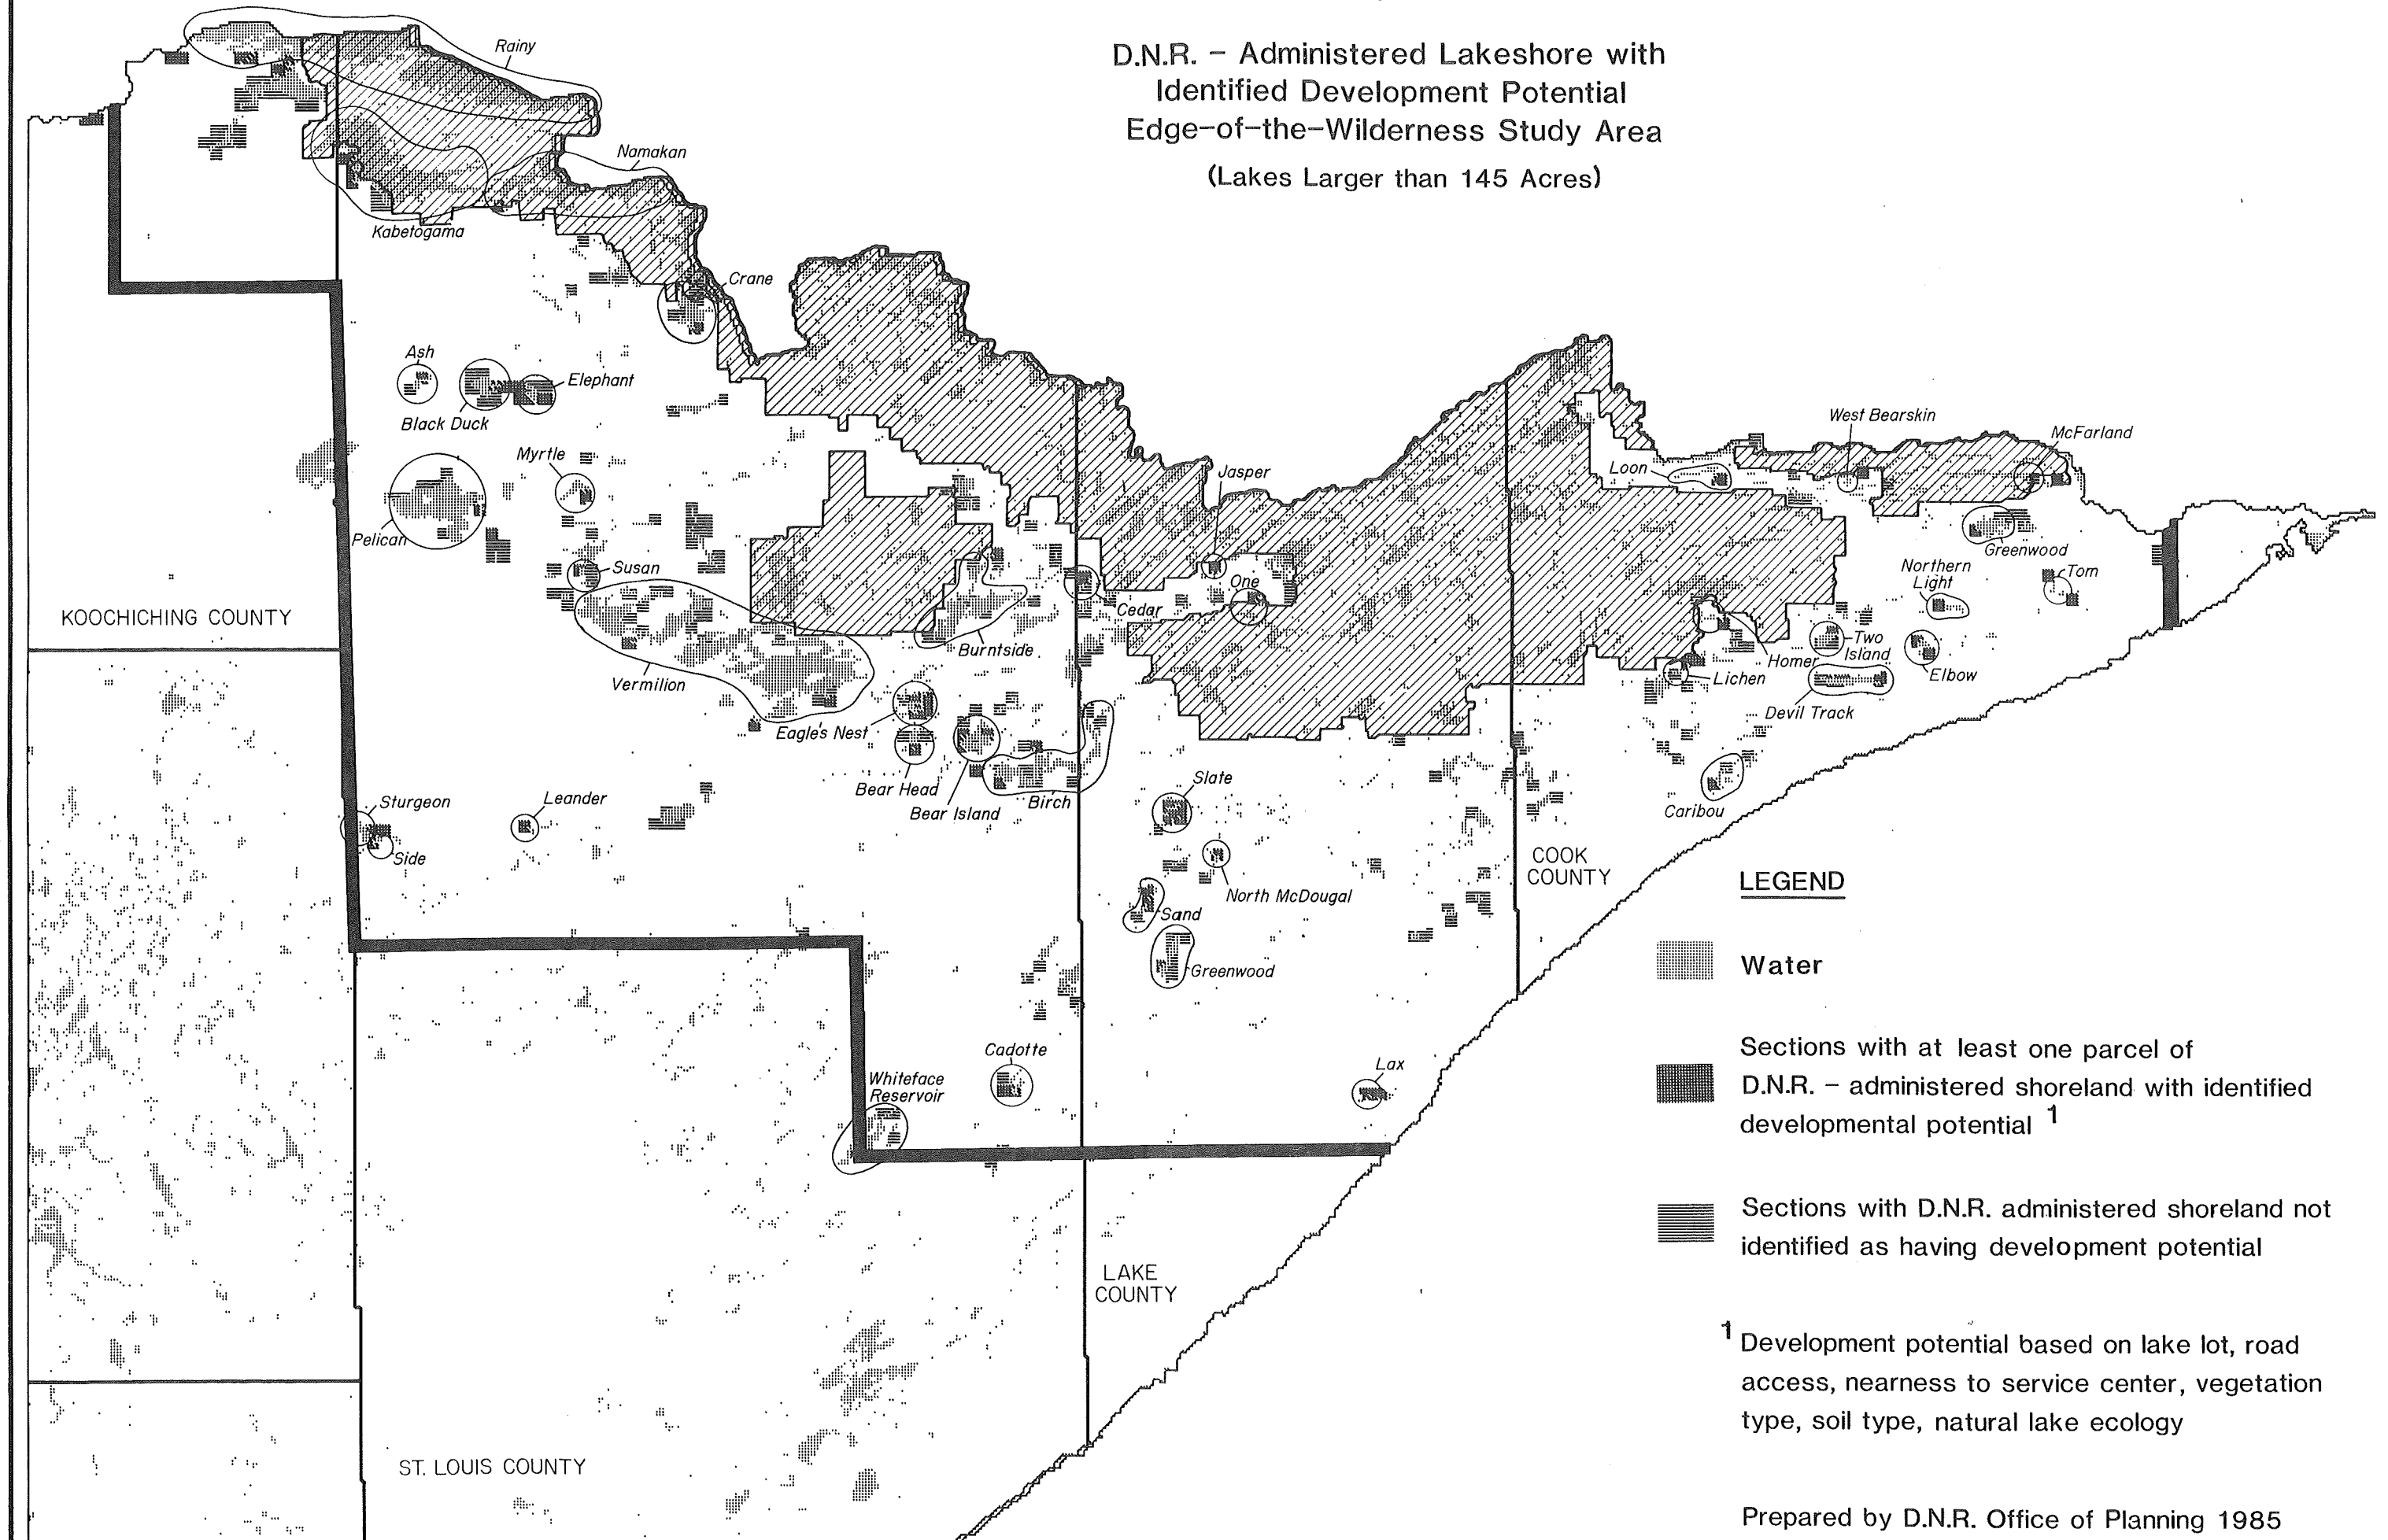 D.N.R. – Administered Lakeshore with
Identified Development Potential
Edge-of-the-Wilderness Study Area
(Lakes Larger than 145 Acres)
Rainy
Namakan
Kabetogama
Crane
Ash
Elephant
Black Duck
Myrtle
Pelican
Susan
Vermilion
Burntside
Eagle's Nest
Bear Head
Bear Island
Birch
Sturgeon
Side
Leander
Jasper
One
Cedar
Slate
North McDougal
Sand
Greenwood
Cadotte
Whiteface
Reservoir
Lax
West Bearskin
McFarland
Loon
Greenwood
Northern
Light
Tom
Two
Island
Homer
Elbow
Lichen
Devil Track
Caribou
KOOCHICHING COUNTY
ST. LOUIS COUNTY
LAKE
COUNTY
COOK
COUNTY
LEGEND
Water
Sections with at least one parcel of
D.N.R. – administered shoreland with identified
developmental potential 1
Sections with D.N.R. administered shoreland not
identified as having development potential
1 Development potential based on lake lot, road
access, nearness to service center, vegetation
type, soil type, natural lake ecology
Prepared by D.N.R. Office of Planning 1985